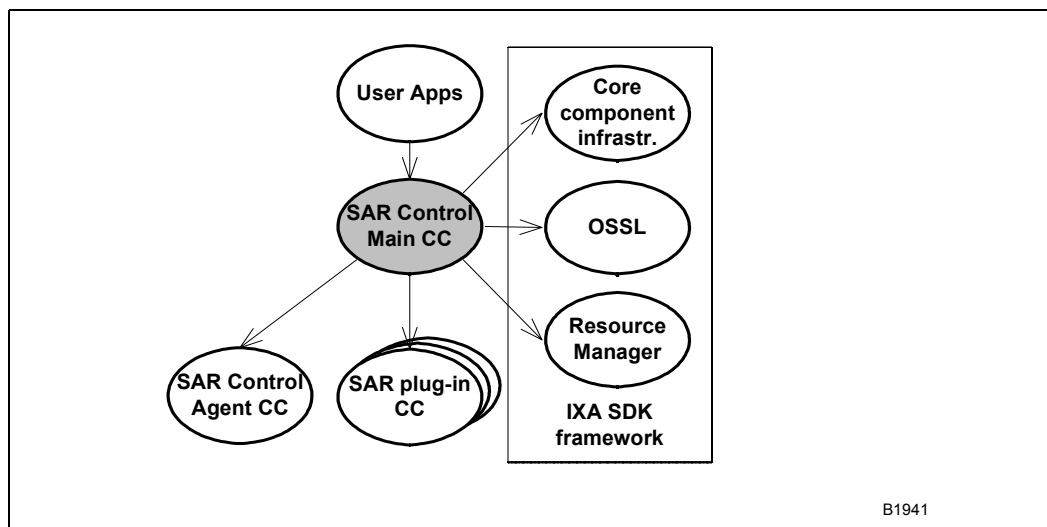 User Apps
Core
component
infrastr.
SAR Control
Main CC
OSSL
Resource
Manager
SAR Control
Agent CC
SAR plug-in
CC
IXA SDK
framework
B1941